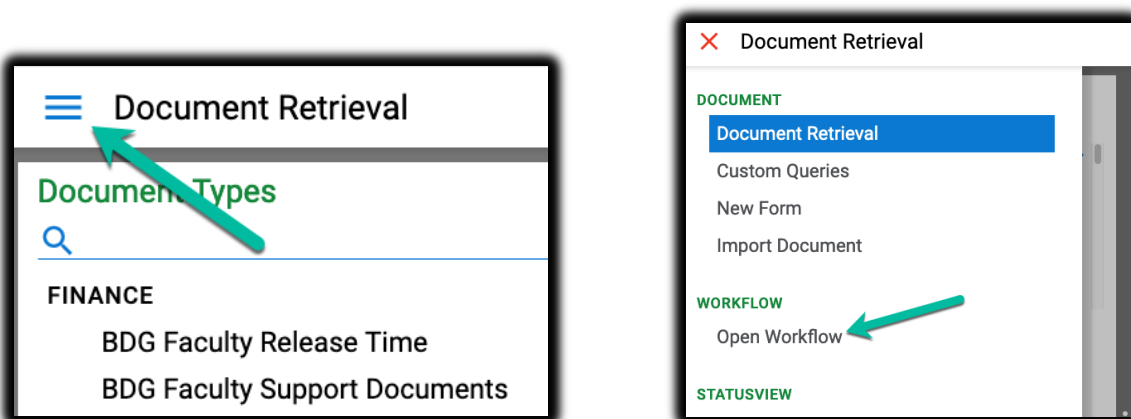 Document Retrieval
Document Types
FINANCE
BDG Faculty Release Time
BDG Faculty Support Documents
Document Retrieval
DOCUMENT
Document Retrieval
Custom Queries
New Form
Import Document
WORKFLOW
Open Workflow
STATUSVIEW